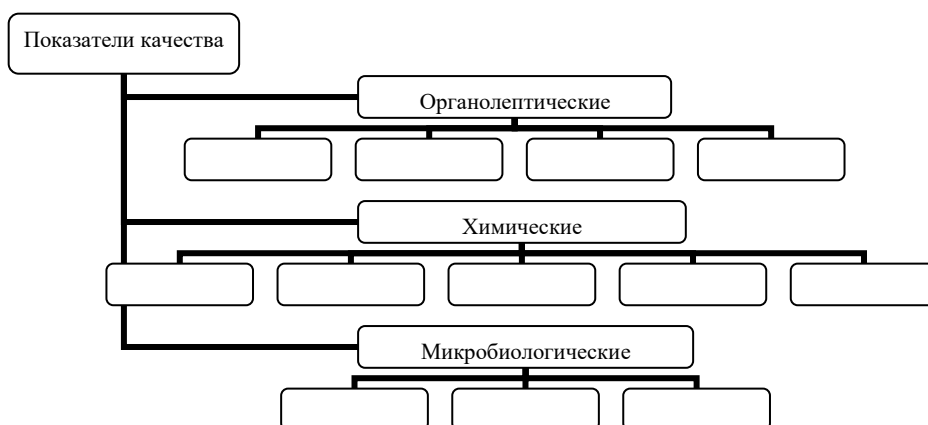 Показатели качества
Органолептические
Химические
Микробиологические